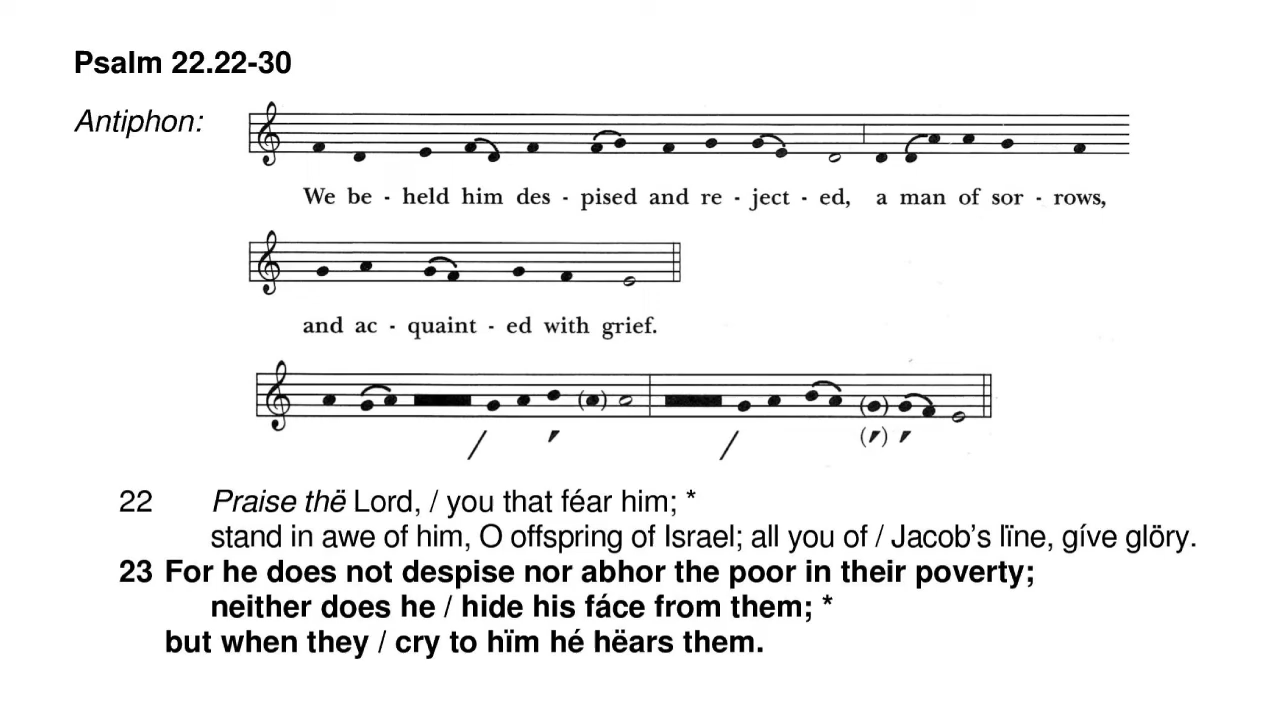 Psalm 22.22-30
Antiphon:
We be - held him des - pised and re - ject - ed, a man of sor - rows,
and ac - quaint - ed with grief.
22 Praise thë Lord, / you that féar him; *
stand in awe of him, O offspring of Israel; all you of / Jacob's lïne, gíve glöry.
23 For he does not despise nor abhor the poor in their poverty;
neither does he / hide his fáce from them; *
but when they / cry to hïm hé hëars them.